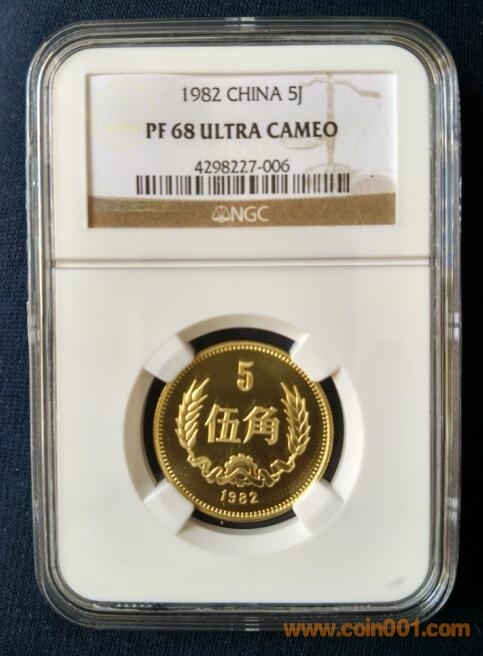 1982 CHINA 5J
PF 68 ULTRA CAMEO
4298227-006
NGC
5
伍角
1982
www.coin001.com